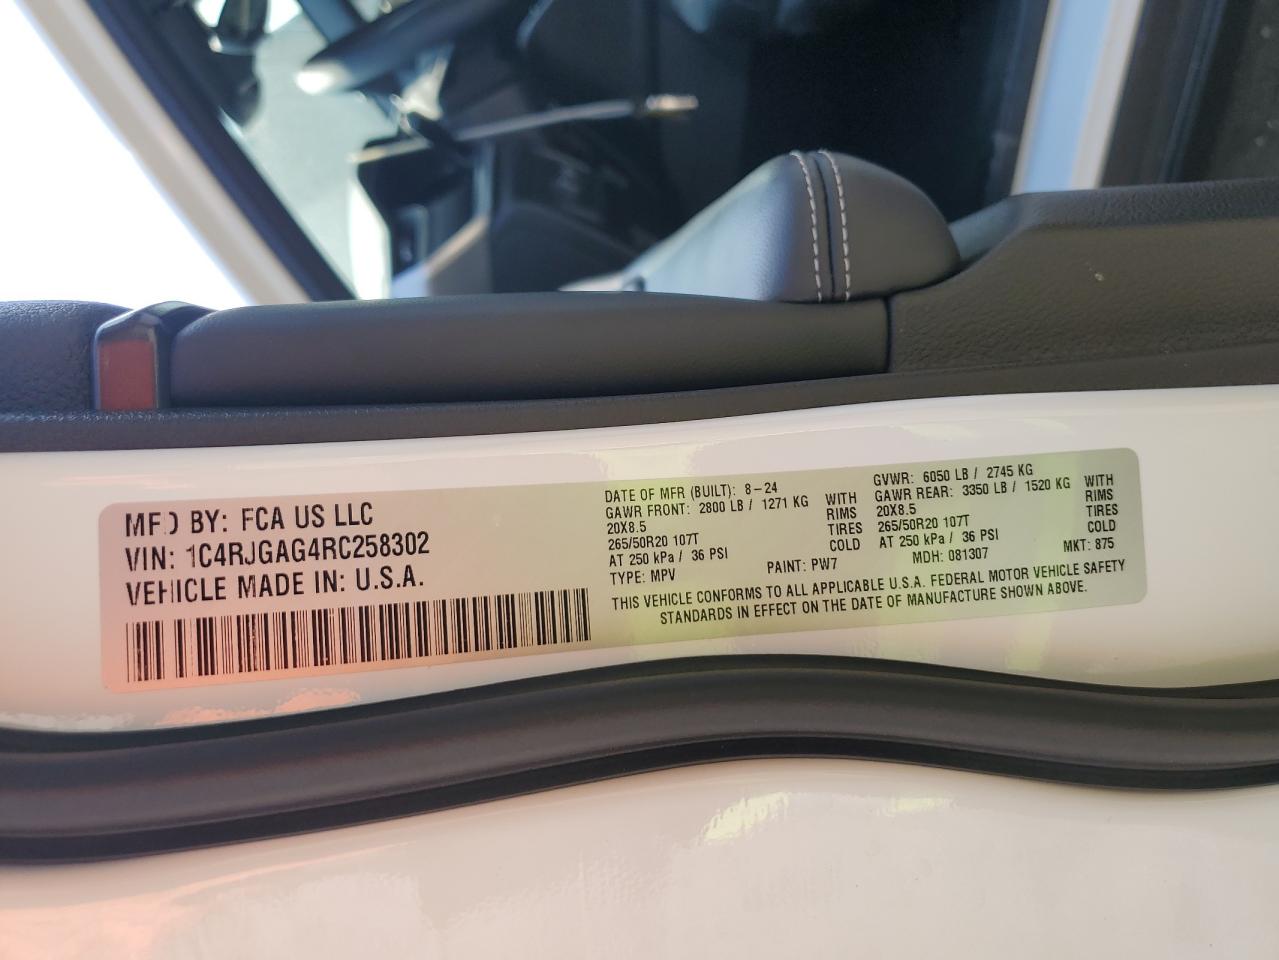 MFD BY: FCA US LLC
VIN: 1C4RJGAG4RC258302
VEHICLE MADE IN: U.S.A.
DATE OF MFR (BUILT): 8-24
GAWR FRONT: 2800 LB / 1271 KG WITH
20X8.5 RIMS
265/50R20 107T TIRES
AT 250 kPa / 36 PSI COLD
TYPE: MPV PAINT: PW7
GVWR: 6050 LB / 2745 KG
GAWR REAR: 3350 LB / 1520 KG WITH
20X8.5 RIMS
265/50R20 107T TIRES
AT 250 kPa / 36 PSI COLD
MDH: 081307 MKT: 875
THIS VEHICLE CONFORMS TO ALL APPLICABLE U.S.A. FEDERAL MOTOR VEHICLE SAFETY
STANDARDS IN EFFECT ON THE DATE OF MANUFACTURE SHOWN ABOVE.